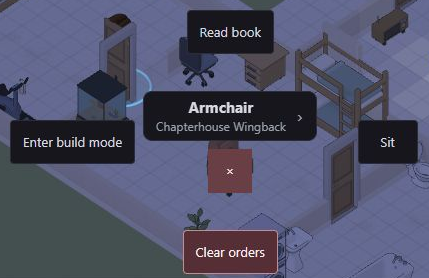 Read book
Armchair
Chapterhouse Wingback
›
Enter build mode
Sit
×
Clear orders